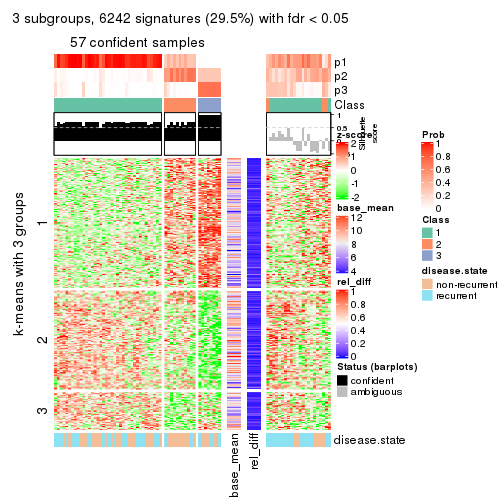 3 subgroups, 6242 signatures (29.5%) with fdr < 0.05
57 confident samples
p1
p2
p3
Class
1
0.5
0
Silhouette
score
k-means with 3 groups
1
2
3
base_mean
rel_diff
disease.state
z-score
2
1
0
-1
-2
base_mean
12
10
8
6
4
rel_diff
1
0.8
0.6
0.4
0.2
0
Status (barplots)
confident
ambiguous
Prob
1
0.8
0.6
0.4
0.2
0
Class
1
2
3
disease.state
non-recurrent
recurrent